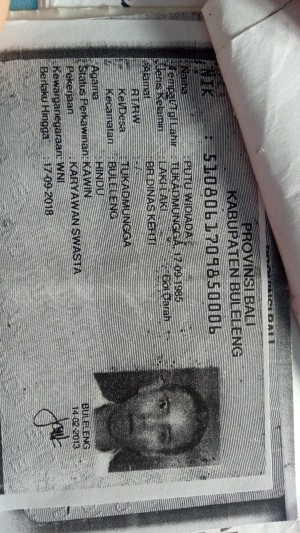 PROVINSI BALI
KABUPATEN BULELENG
NIK : 5108061709850006
Nama : PUTU WIDIADA
Tempat/Tgl Lahir : TUKADMUNGGA, 17-09-1985
Jenis Kelamin : LAKI-LAKI Gol.Darah :
Alamat : BR DINAS KERTI
RT/RW : -/-
Kel/Desa : TUKADMUNGGA
Kecamatan : BULELENG
Agama : HINDU
Status Perkawinan: KAWIN
Pekerjaan : KARYAWAN SWASTA
Kewarganegaraan: WNI
Berlaku Hingga : 17-09-2018
BULELENG
14-02-2013